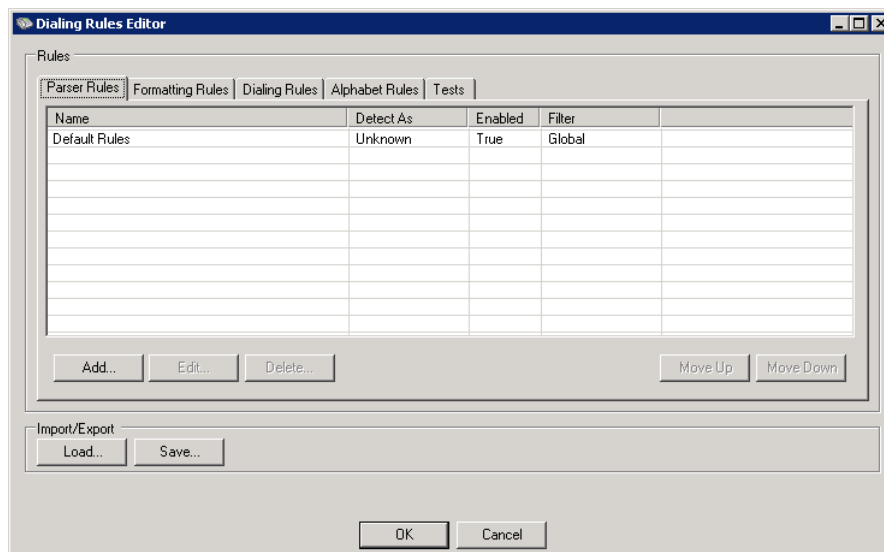 Dialing Rules Editor
Rules
Parser Rules Formatting Rules Dialing Rules Alphabet Rules Tests
Name Detect As Enabled Filter
Default Rules Unknown True Global
Add... Edit... Delete... Move Up Move Down
Import/Export
Load... Save...
OK Cancel